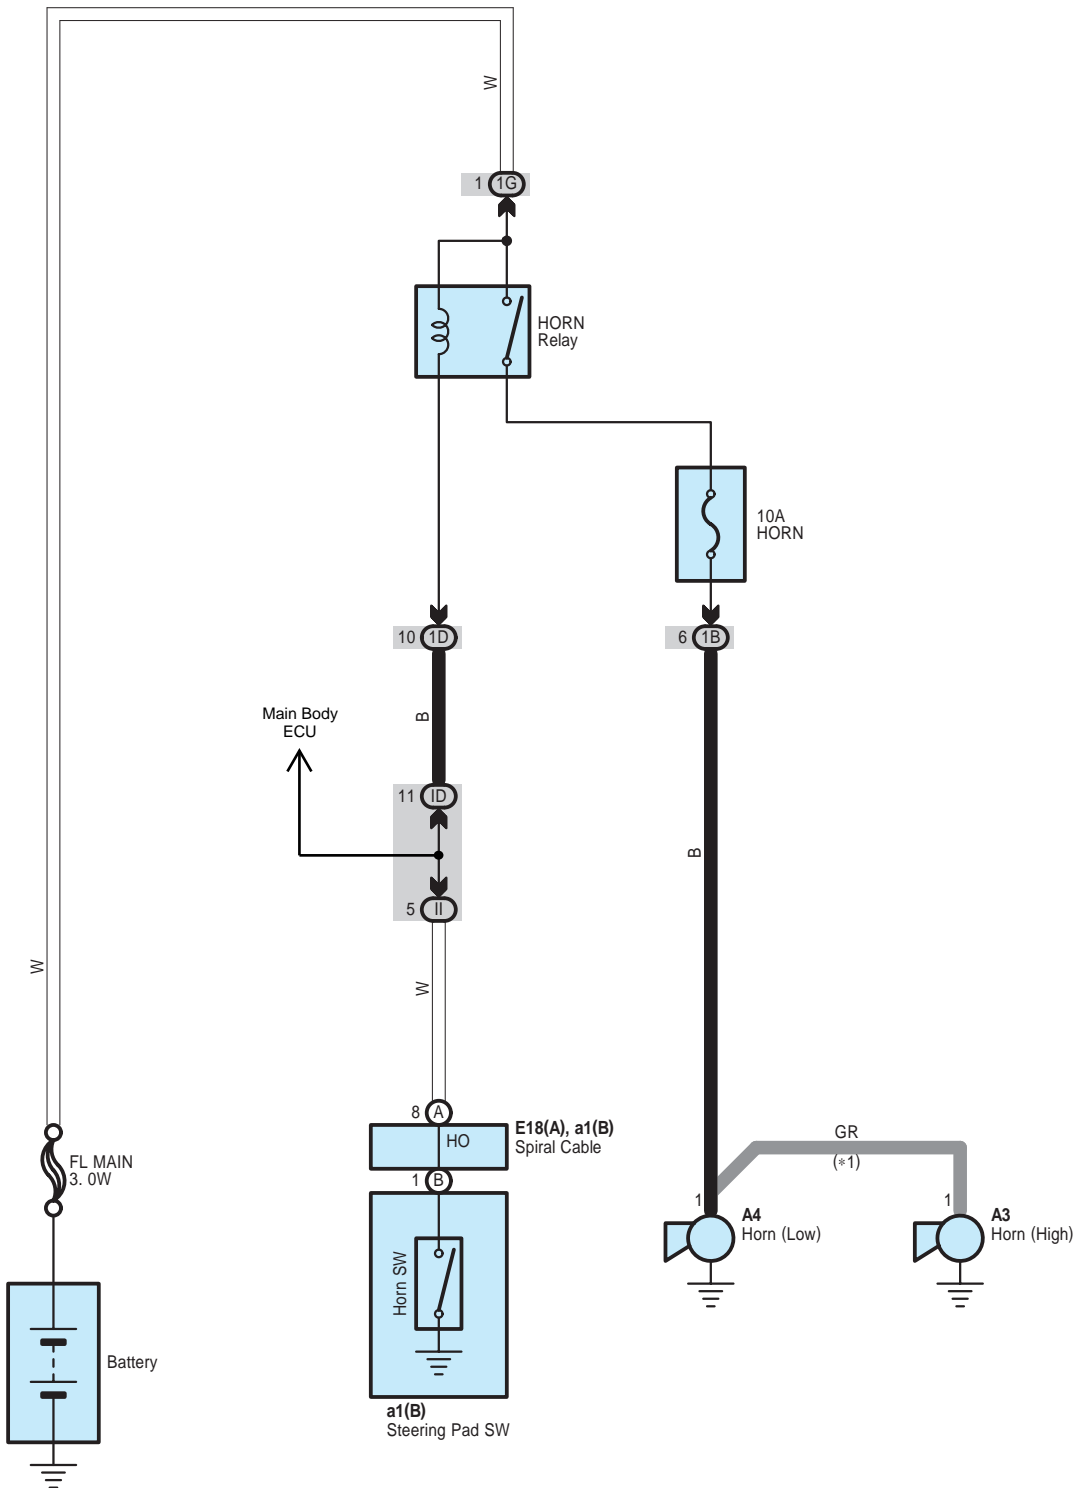 W
1 1G
HORN
Relay
10A
HORN
10 1D
6 1B
Main Body
ECU
B
11 ID
B
5 II
W
W
8 A
HO
E18(A), a1(B)
Spiral Cable
GR
(*1)
FL MAIN
3. 0W
1 B
1
A4
Horn (Low)
1
A3
Horn (High)
Horn SW
Battery
a1(B)
Steering Pad SW